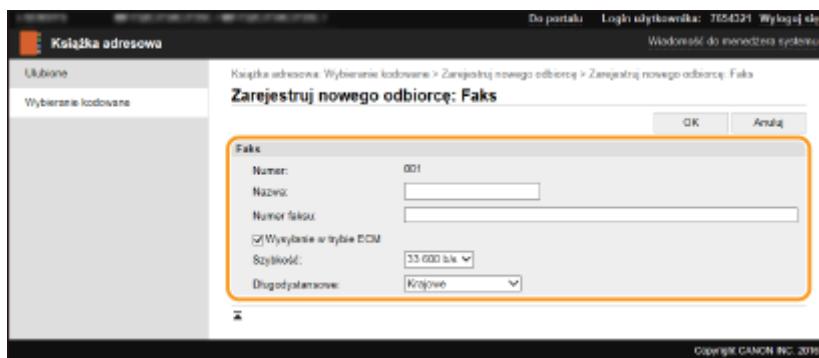 Do portalu Login użytkownika: 7654321 Wyloguj się
Książka adresowa Wiadomość do menedżera systemu
Ulubione
Wybieranie kodowane
Książka adresowa: Wybieranie kodowane > Zarejestruj nowego odbiorcę > Zarejestruj nowego odbiorcę: Faks
Zarejestruj nowego odbiorcę: Faks
OK Anuluj
Faks
Numer: 001
Nazwa:
Numer faksu:
Wysyłanie w trybie ECM
Szybkość: 33 600 b/s
Długodystansowe: Krajowe
Copyright CANON INC. 2016